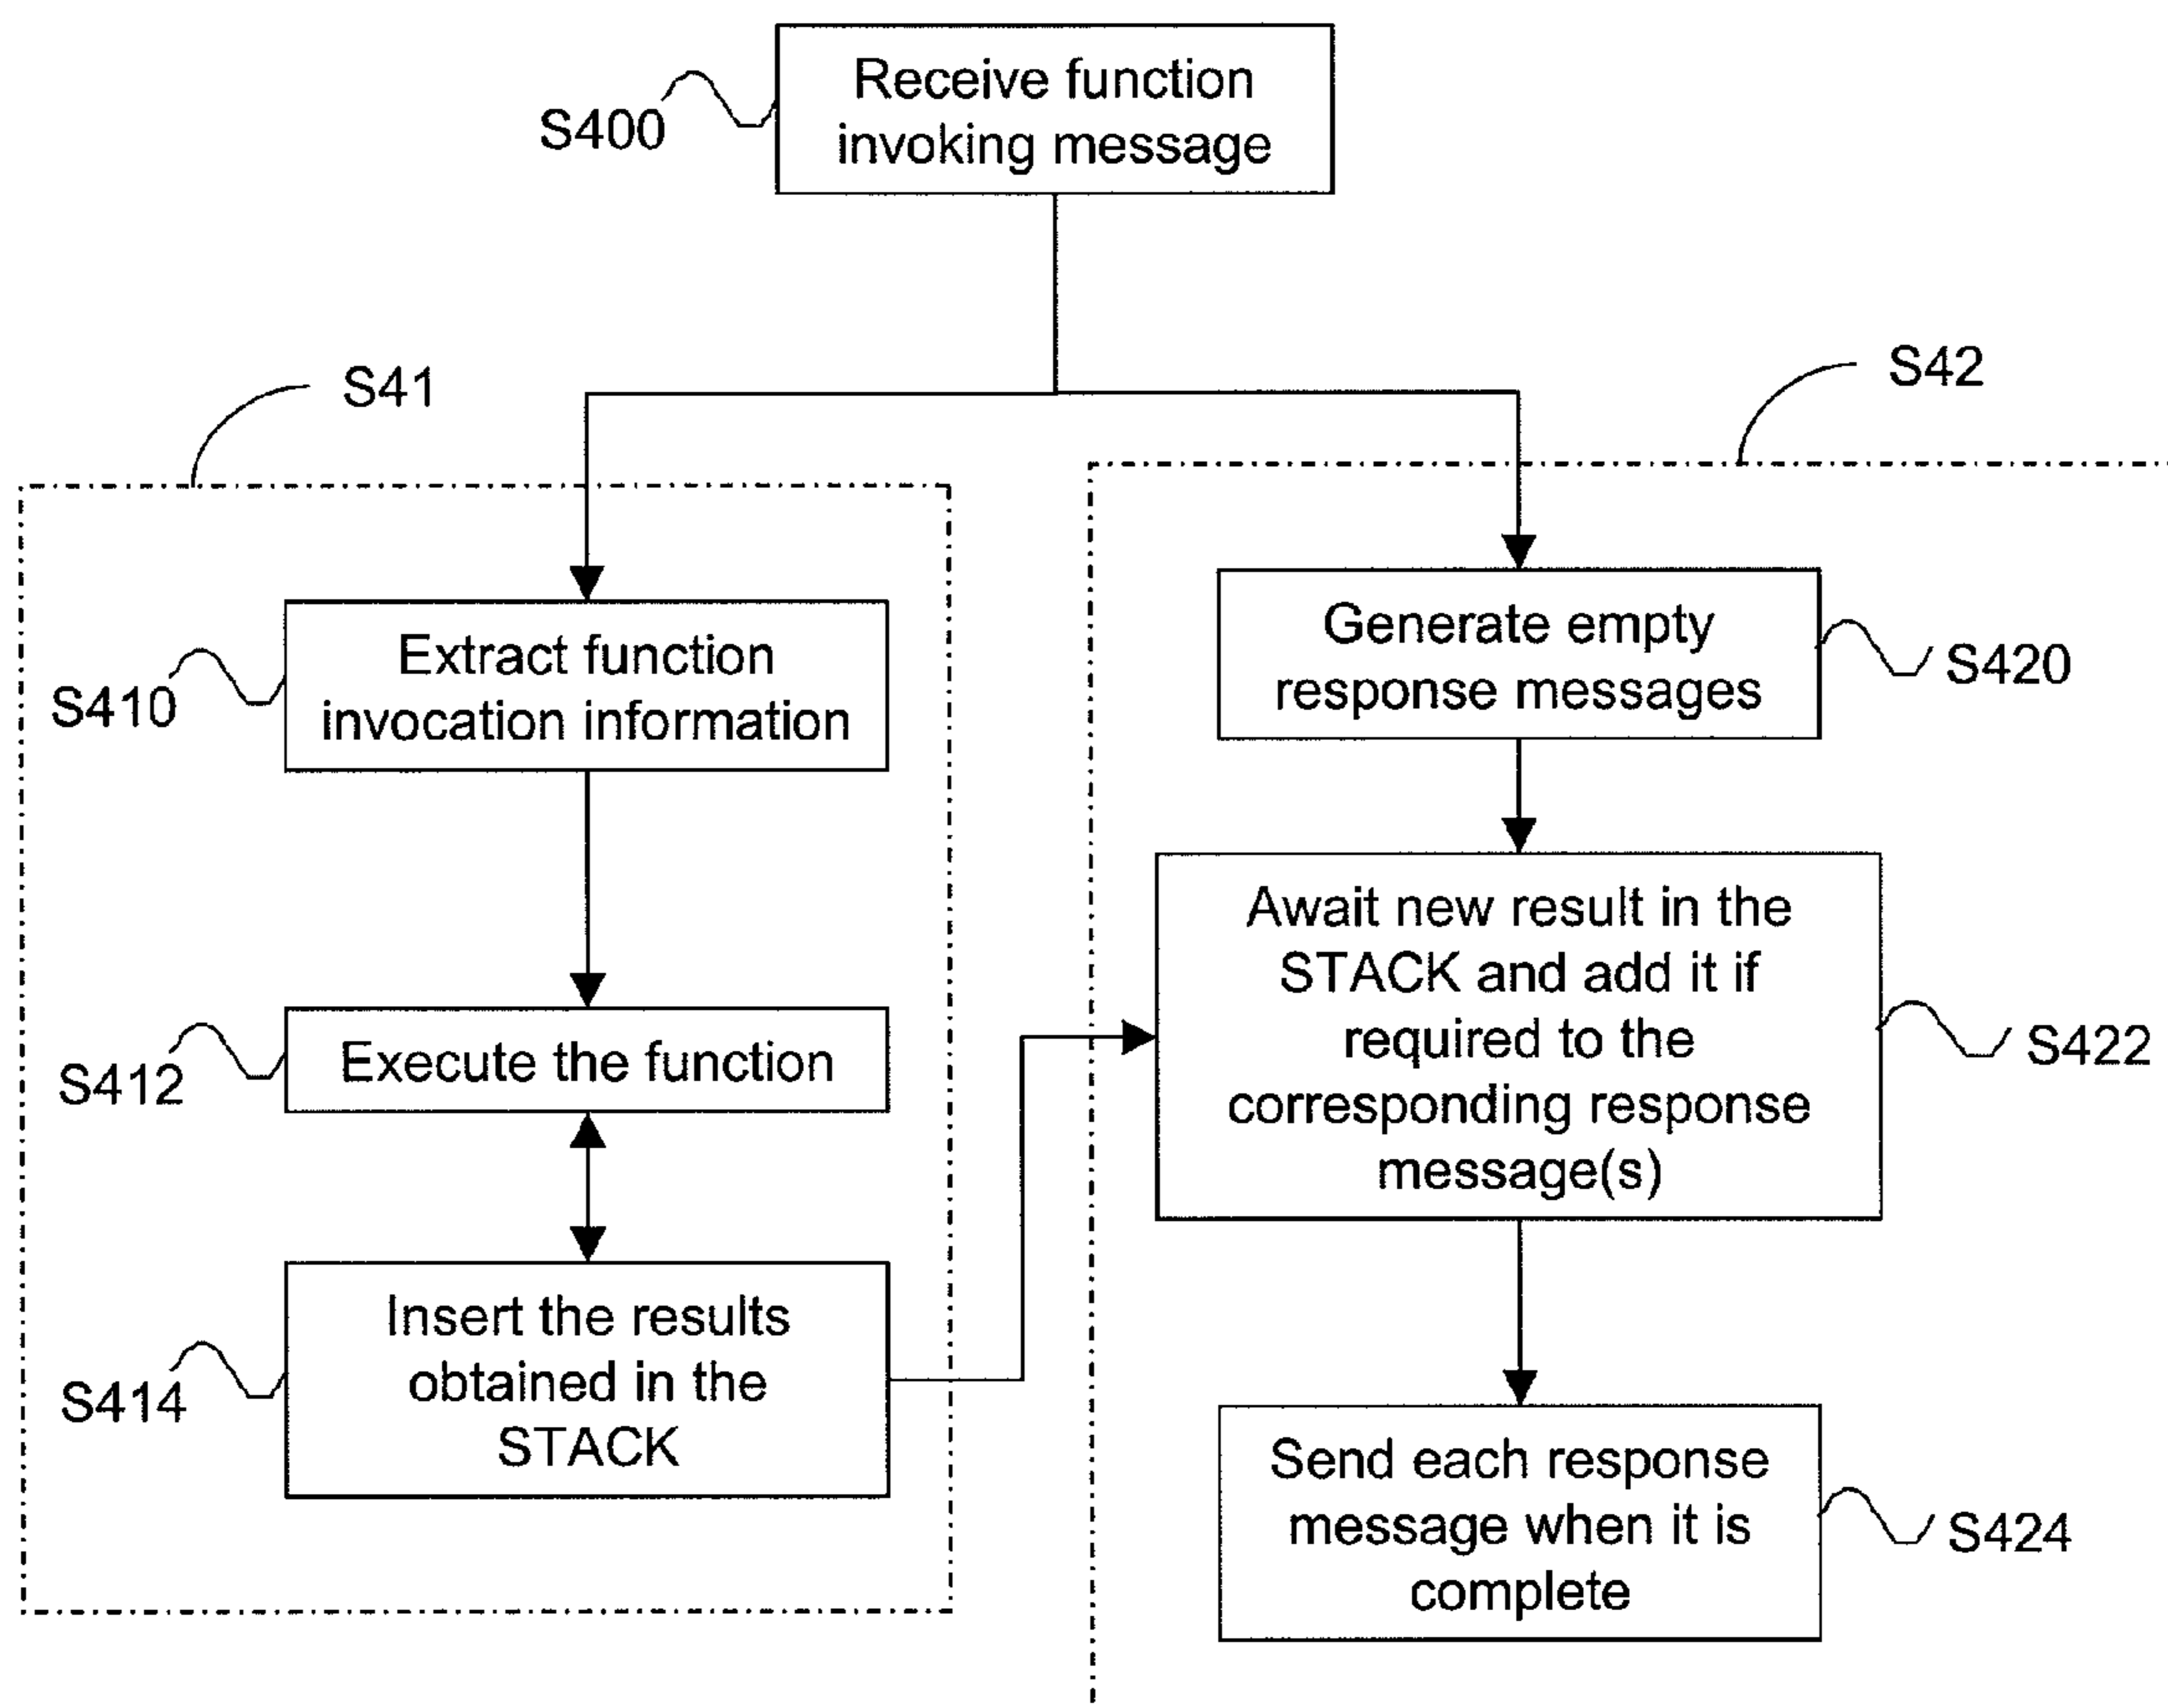 Receive function
invoking message
S400
S41
S42
Extract function
invocation information
S410
Generate empty
response messages
S420
Await new result in the
STACK and add it if
required to the
corresponding response
message(s)
S422
Execute the function
S412
Insert the results
obtained in the
STACK
S414
Send each response
message when it is
complete
S424